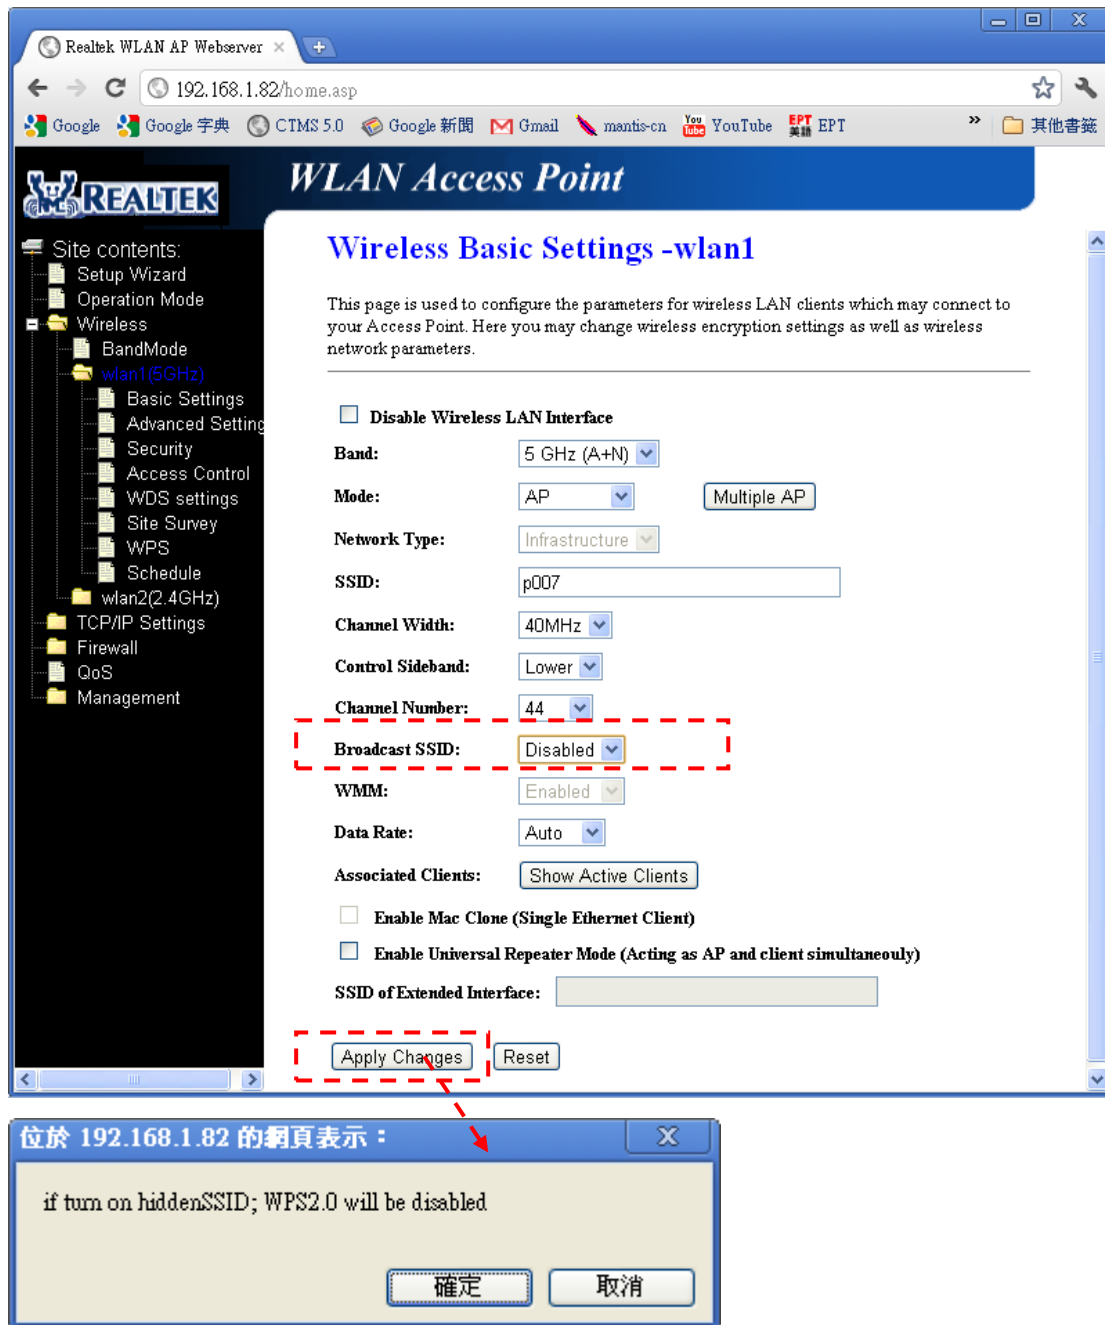 Realtek WLAN AP Webserver
192.168.1.82/home.asp
Google Google 字典 CTMS 5.0 Google 新聞 Gmail mantis-cn You Tube YouTube EPT 英語 EPT » 其他書籤
REALTEK
WLAN Access Point
Site contents:
Setup Wizard
Operation Mode
Wireless
BandMode
wlan1(5GHz)
Basic Settings
Advanced Setting
Security
Access Control
WDS settings
Site Survey
WPS
Schedule
wlan2(2.4GHz)
TCP/IP Settings
Firewall
QoS
Management
Wireless Basic Settings -wlan1
This page is used to configure the parameters for wireless LAN clients which may connect to
your Access Point. Here you may change wireless encryption settings as well as wireless
network parameters.
Disable Wireless LAN Interface
Band: 5 GHz (A+N)
Mode: AP Multiple AP
Network Type: Infrastructure
SSID: p007
Channel Width: 40MHz
Control Sideband: Lower
Channel Number: 44
Broadcast SSID: Disabled
WMM: Enabled
Data Rate: Auto
Associated Clients: Show Active Clients
Enable Mac Clone (Single Ethernet Client)
Enable Universal Repeater Mode (Acting as AP and client simultaneouly)
SSID of Extended Interface:
Apply Changes Reset
位於 192.168.1.82 的網頁表示：
if turn on hiddenSSID; WPS2.0 will be disabled
確定 取消